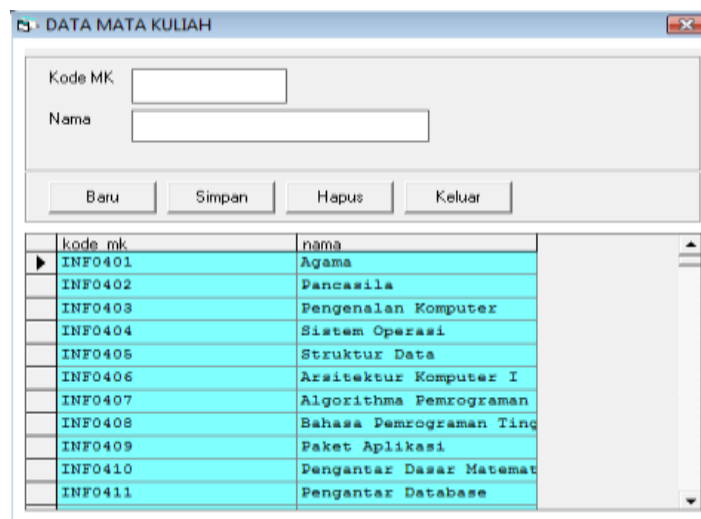 DATA MATA KULIAH
Kode MK
Nama
Baru Simpan Hapus Keluar
kode_mk nama
INF0401 Agama
INF0402 Pancasila
INF0403 Pengenalan Komputer
INF0404 Sistem Operasi
INF0405 Struktur Data
INF0406 Arsitektur Komputer I
INF0407 Algorithma Pemrograman
INF0408 Bahasa Pemrograman Ting
INF0409 Paket Aplikasi
INF0410 Pengantar Dasar Matemat
INF0411 Pengantar Database